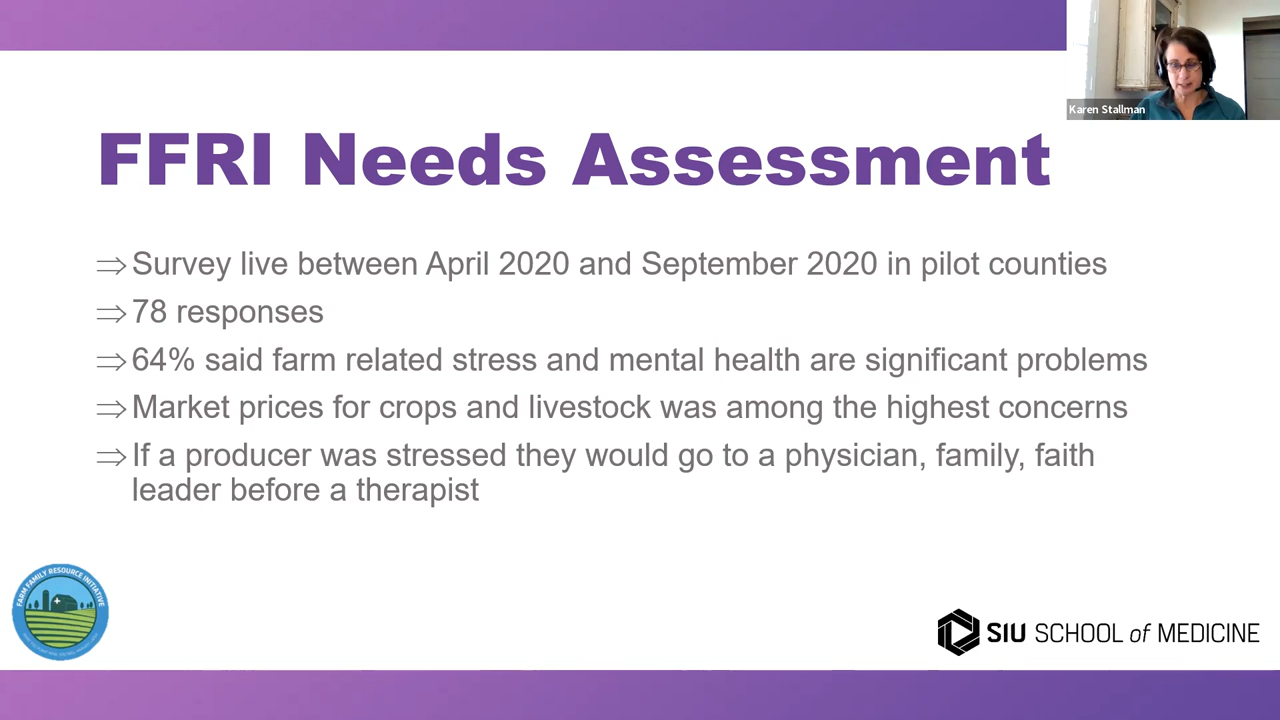 Karen Stallman
FFRI Needs Assessment
⇒Survey live between April 2020 and September 2020 in pilot counties
⇒78 responses
⇒64% said farm related stress and mental health are significant problems
⇒Market prices for crops and livestock was among the highest concerns
⇒If a producer was stressed they would go to a physician, family, faith
leader before a therapist
FARM FAMILY RESOURCE INITIATIVE
SIU SCHOOL of MEDICINE